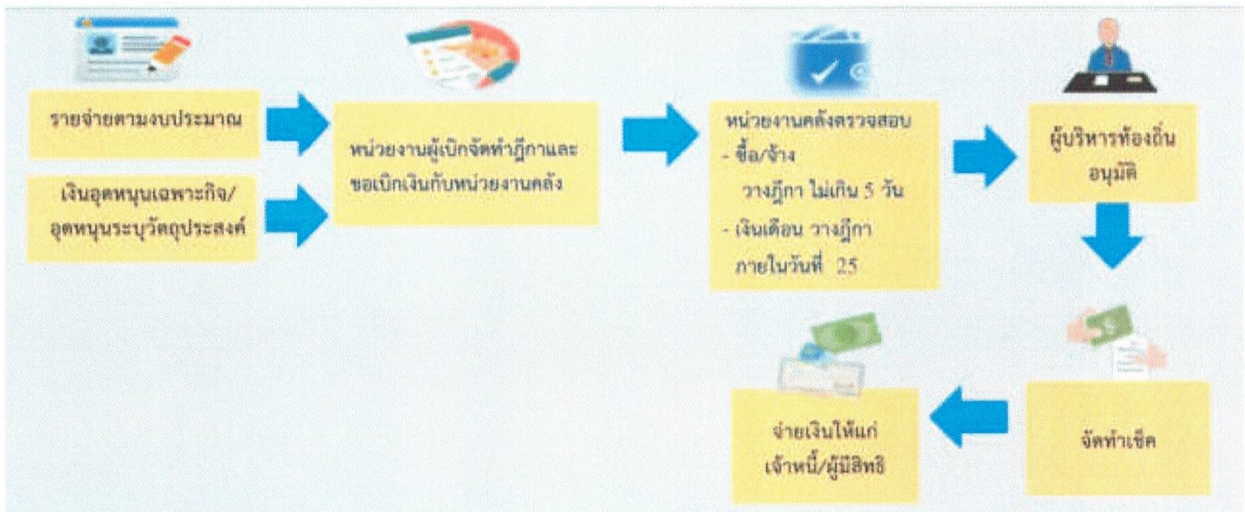 รายจ่ายตามงบประมาณ
เงินอุดหนุนเฉพาะกิจ/
อุดหนุนระบุวัตถุประสงค์
หน่วยงานผู้เบิกจัดทำฎีกาและ
ขอเบิกเงินกับหน่วยงานคลัง
หน่วยงานคลังตรวจสอบ
- ซื้อ/จ้าง
วางฎีกา ไม่เกิน 5 วัน
- เงินเดือน วางฎีกา
ภายในวันที่ 25
ผู้บริหารท้องถิ่น
อนุมัติ
จัดทำเช็ค
จ่ายเงินให้แก่
เจ้าหนี้/ผู้มีสิทธิ